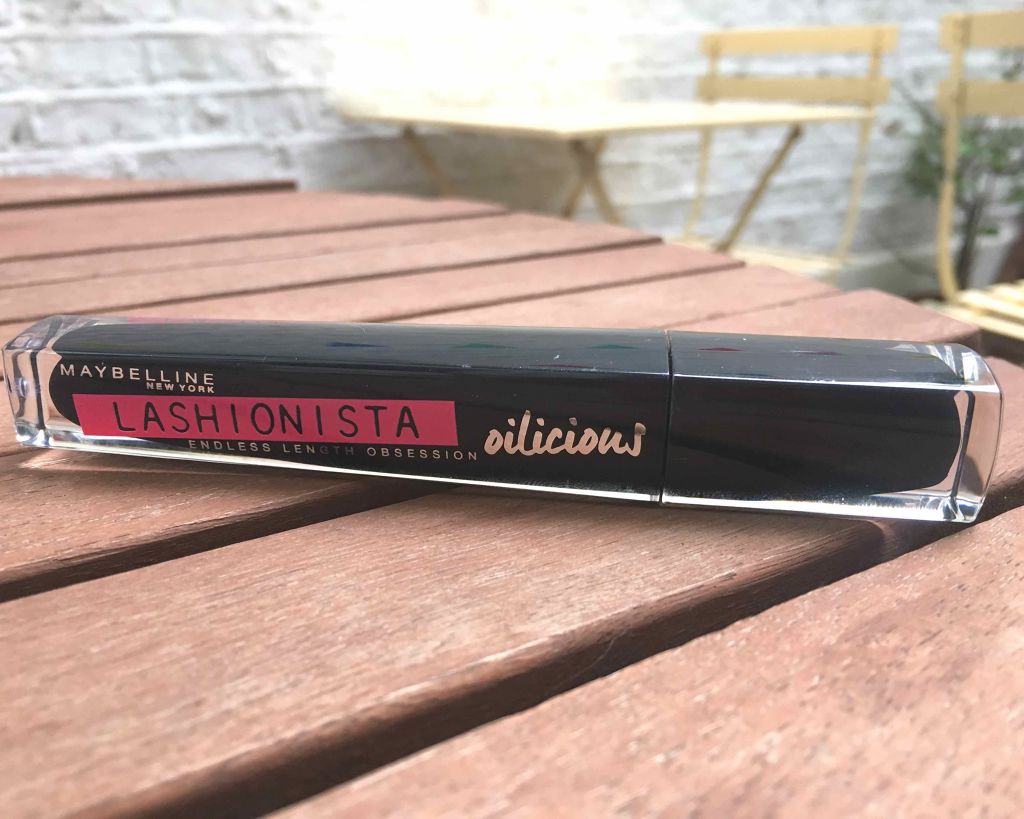 MAYBELLINE
NEW YORK
LASHIONISTA
ENDLESS LENGTH OBSESSION
oilicious